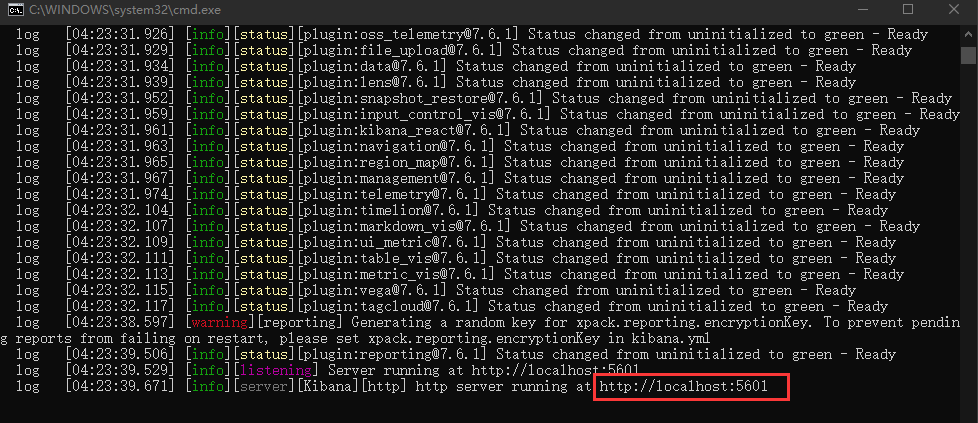 C:\WINDOWS\system32\cmd.exe
log [04:23:31.926] [info][status][plugin:oss_telemetry@7.6.1] Status changed from uninitialized to green - Ready
log [04:23:31.929] [info][status][plugin:file_upload@7.6.1] Status changed from uninitialized to green - Ready
log [04:23:31.934] [info][status][plugin:data@7.6.1] Status changed from uninitialized to green - Ready
log [04:23:31.939] [info][status][plugin:lens@7.6.1] Status changed from uninitialized to green - Ready
log [04:23:31.952] [info][status][plugin:snapshot_restore@7.6.1] Status changed from uninitialized to green - Ready
log [04:23:31.959] [info][status][plugin:input_control_vis@7.6.1] Status changed from uninitialized to green - Ready
log [04:23:31.961] [info][status][plugin:kibana_react@7.6.1] Status changed from uninitialized to green - Ready
log [04:23:31.963] [info][status][plugin:navigation@7.6.1] Status changed from uninitialized to green - Ready
log [04:23:31.965] [info][status][plugin:region_map@7.6.1] Status changed from uninitialized to green - Ready
log [04:23:31.967] [info][status][plugin:management@7.6.1] Status changed from uninitialized to green - Ready
log [04:23:31.974] [info][status][plugin:telemetry@7.6.1] Status changed from uninitialized to green - Ready
log [04:23:32.104] [info][status][plugin:timelion@7.6.1] Status changed from uninitialized to green - Ready
log [04:23:32.107] [info][status][plugin:markdown_vis@7.6.1] Status changed from uninitialized to green - Ready
log [04:23:32.109] [info][status][plugin:ui_metric@7.6.1] Status changed from uninitialized to green - Ready
log [04:23:32.111] [info][status][plugin:table_vis@7.6.1] Status changed from uninitialized to green - Ready
log [04:23:32.113] [info][status][plugin:metric_vis@7.6.1] Status changed from uninitialized to green - Ready
log [04:23:32.115] [info][status][plugin:vega@7.6.1] Status changed from uninitialized to green - Ready
log [04:23:32.117] [info][status][plugin:tagcloud@7.6.1] Status changed from uninitialized to green - Ready
log [04:23:38.597] [warning][reporting] Generating a random key for xpack.reporting.encryptionKey. To prevent pendin
g reports from failing on restart, please set xpack.reporting.encryptionKey in kibana.yml
log [04:23:39.506] [info][status][plugin:reporting@7.6.1] Status changed from uninitialized to green - Ready
log [04:23:39.529] [info][listening] Server running at http://localhost:5601
log [04:23:39.671] [info][server][Kibana][http] http server running at http://localhost:5601